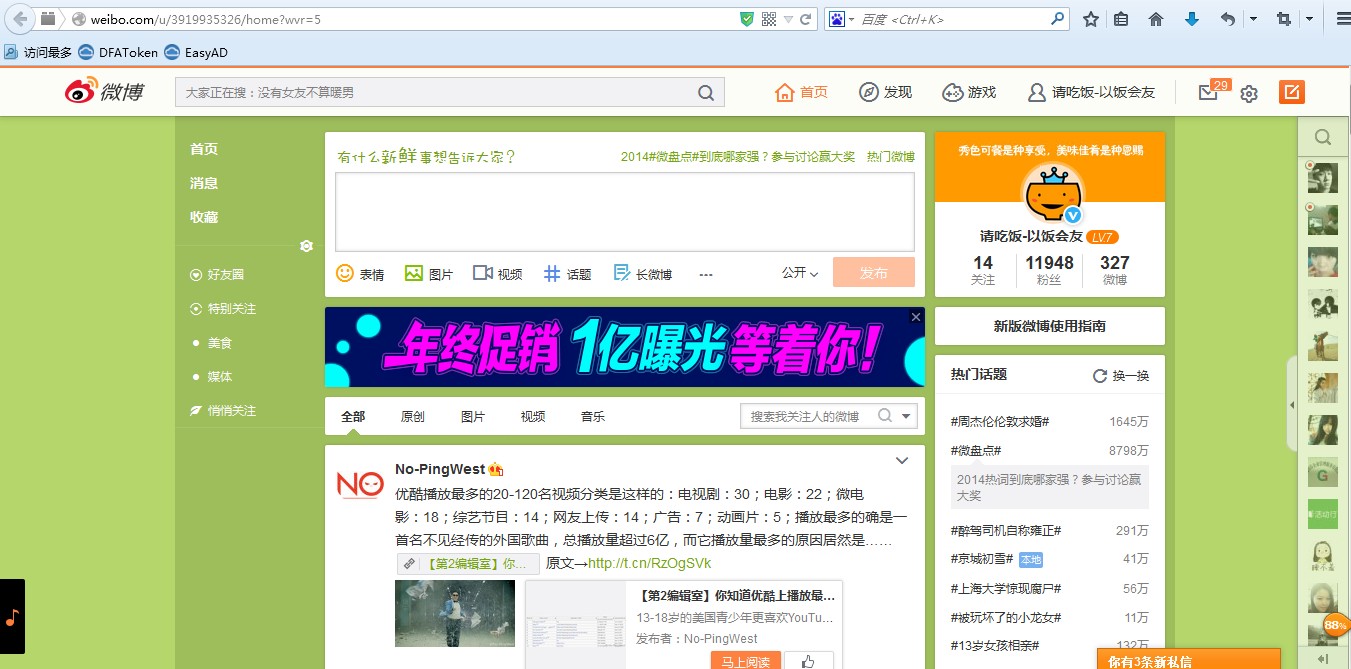 weibo.com/u/3919935326/home?wvr=5
百度 <Ctrl+K>
访问最多 DFAToken EasyAD
微博
大家正在搜：没有女友不算暖男
首页 发现 游戏 请吃饭-以饭会友 29
首页
消息
收藏
好友圈
特别关注
美食
媒体
悄悄关注
有什么新鲜事想告诉大家?
2014#微盘点#到底哪家强？参与讨论赢大奖 热门微博
表情 图片 视频 话题 长微博 ... 公开 发布
年终促销 1亿曝光 等着你!
全部 原创 图片 视频 音乐 搜索我关注人的微博
No-PingWest
优酷播放最多的20-120名视频分类是这样的：电视剧：30；电影：22；微电
影：18；综艺节目：14；网友上传：14；广告：7；动画片：5；播放最多的确是一
首名不见经传的外国歌曲，总播放量超过6亿，而它播放量最多的原因居然是……
【第2编辑室】你... 原文→http://t.cn/RzOgSVk
【第2编辑室】你知道优酷上播放最...
13-18岁的美国青少年更喜欢YouTu...
发布者：No-PingWest
马上阅读
秀色可餐是种享受，美味佳肴是种恩赐
V
请吃饭-以饭会友 LV.7
14 11948 327
关注 粉丝 微博
新版微博使用指南
热门话题 换一换
#周杰伦伦敦求婚# 1645万
#微盘点# 8798万
2014热词到底哪家强？参与讨论赢
大奖
#醉驾司机自称雍正# 291万
#京城初雪# 本地 41万
#上海大学惊现腐尸# 56万
#被玩坏了的小龙女# 11万
#13岁女孩相亲# 132万
你有3条新私信
G
活动行
88%